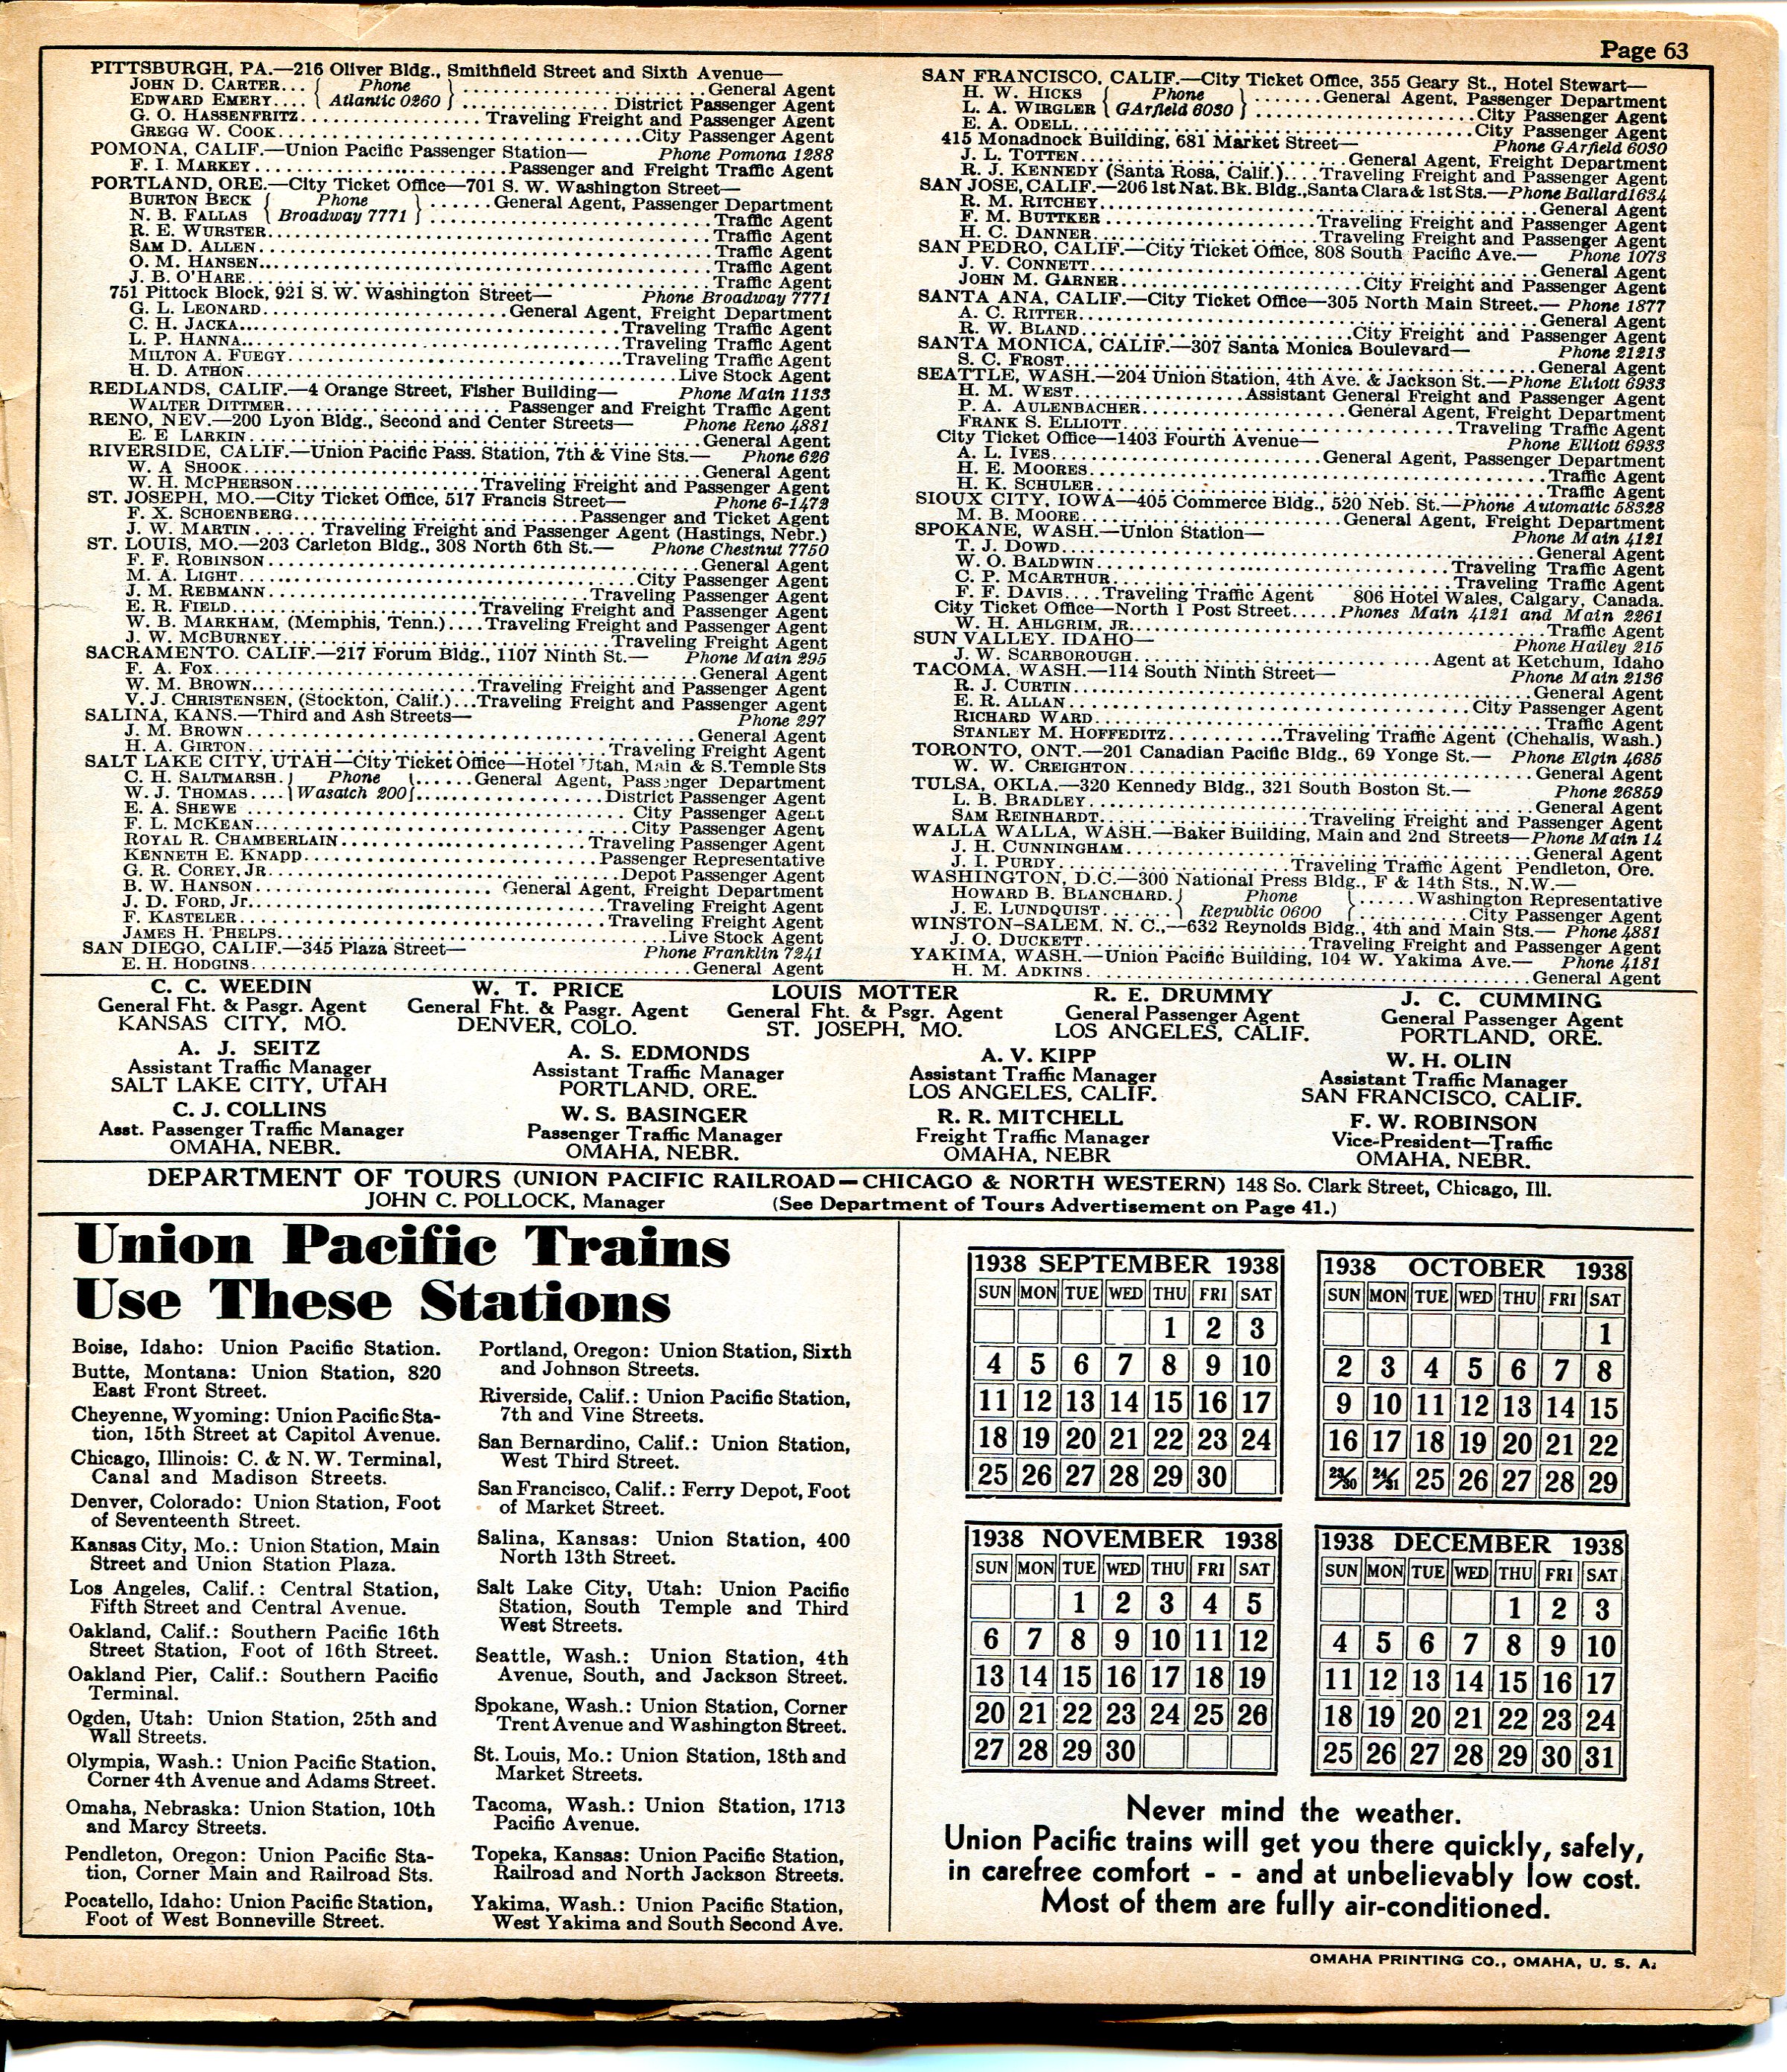 Page 63
PITTSBURGH, PA.—216 Oliver Bldg., Smithfield Street and Sixth Avenue—
JOHN D. CARTER... { Phone } ..............................General Agent
EDWARD EMERY.... { Atlantic 0260 } ................District Passenger Agent
G. O. HASSENFRITZ....................Traveling Freight and Passenger Agent
GREGG W. COOK........................................City Passenger Agent
POMONA, CALIF.—Union Pacific Passenger Station— Phone Pomona 1288
F. I. MARKEY............................Passenger and Freight Traffic Agent
PORTLAND, ORE.—City Ticket Office—701 S. W. Washington Street—
BURTON BECK { Phone } ......General Agent, Passenger Department
N. B. FALLAS { Broadway 7771 } ..............................Traffic Agent
R. E. WURSTER..............................................Traffic Agent
SAM D. ALLEN..............................................Traffic Agent
O. M. HANSEN..............................................Traffic Agent
J. B. O'HARE..............................................Traffic Agent
751 Pittock Block, 921 S. W. Washington Street— Phone Broadway 7771
G. L. LEONARD........................General Agent, Freight Department
C. H. JACKA........................................Traveling Traffic Agent
L. P. HANNA........................................Traveling Traffic Agent
MILTON A. FUEGY..................................Traveling Traffic Agent
H. D. ATHON..........................................Live Stock Agent
REDLANDS, CALIF.—4 Orange Street, Fisher Building— Phone Main 1133
WALTER DITTMER......................Passenger and Freight Traffic Agent
RENO, NEV.—200 Lyon Bldg., Second and Center Streets— Phone Reno 4881
E. E LARKIN..............................................General Agent
RIVERSIDE, CALIF.—Union Pacific Pass. Station, 7th & Vine Sts.— Phone 626
W. A SHOOK..............................................General Agent
W. H. MCPHERSON..................Traveling Freight and Passenger Agent
ST. JOSEPH, MO.—City Ticket Office, 517 Francis Street— Phone 6-1472
F. X. SCHOENBERG............................Passenger and Ticket Agent
J. W. MARTIN......Traveling Freight and Passenger Agent (Hastings, Nebr.)
ST. LOUIS, MO.—203 Carleton Bldg., 308 North 6th St.— Phone Chestnut 7750
F. F. ROBINSON............................................General Agent
M. A. LIGHT........................................City Passenger Agent
J. M. REBMANN..................................Traveling Passenger Agent
E. R. FIELD........................Traveling Freight and Passenger Agent
W. B. MARKHAM, (Memphis, Tenn.)....Traveling Freight and Passenger Agent
J. W. MCBURNEY..................................Traveling Freight Agent
SACRAMENTO. CALIF.—217 Forum Bldg., 1107 Ninth St.— Phone Main 295
F. A. FOX................................................General Agent
W. M. BROWN........................Traveling Freight and Passenger Agent
V. J. CHRISTENSEN, (Stockton, Calif.)...Traveling Freight and Passenger Agent
SALINA, KANS.—Third and Ash Streets— Phone 297
J. M. BROWN..............................................General Agent
H. A. GIRTON....................................Traveling Freight Agent
SALT LAKE CITY, UTAH—City Ticket Office—Hotel Utah, Main & S.Temple Sts
C. H. SALTMARSH. { Phone } ......General Agent, Passenger Department
W. J. THOMAS.... { Wasatch 200 } ..................District Passenger Agent
E. A. SHEWE........................................City Passenger Agent
F. L. MCKEAN........................................City Passenger Agent
ROYAL R. CHAMBERLAIN..........................Traveling Passenger Agent
KENNETH E. KNAPP..............................Passenger Representative
G. R. COREY, JR....................................Depot Passenger Agent
B. W. HANSON........................General Agent, Freight Department
J. D. FORD, Jr....................................Traveling Freight Agent
F. KASTELER......................................Traveling Freight Agent
JAMES H. PHELPS........................................Live Stock Agent
SAN DIEGO, CALIF.—345 Plaza Street— Phone Franklin 7241
E. H. HODGINS............................................General Agent
SAN FRANCISCO, CALIF.—City Ticket Office, 355 Geary St., Hotel Stewart—
H. W. HICKS { Phone } .......General Agent, Passenger Department
L. A. WIRGLER { GArfield 6030 } ........................City Passenger Agent
E. A. ODELL..........................................City Passenger Agent
415 Monadnock Building, 681 Market Street— Phone GArfield 6030
J. L. TOTTEN..........................General Agent, Freight Department
R. J. KENNEDY (Santa Rosa, Calif.)....Traveling Freight and Passenger Agent
SAN JOSE, CALIF.—206 1st Nat. Bk. Bldg., Santa Clara & 1st Sts.—Phone Ballard 1634
R. M. RITCHEY............................................General Agent
F. M. BUTTKER......................Traveling Freight and Passenger Agent
H. C. DANNER......................Traveling Freight and Passenger Agent
SAN PEDRO, CALIF.—City Ticket Office, 808 South Pacific Ave.— Phone 1073
J. V. CONNETT............................................General Agent
JOHN M. GARNER..........................City Freight and Passenger Agent
SANTA ANA, CALIF.—City Ticket Office—305 North Main Street.— Phone 1877
A. C. RITTER..............................................General Agent
R. W. BLAND............................City Freight and Passenger Agent
SANTA MONICA, CALIF.—307 Santa Monica Boulevard— Phone 21213
S. C. FROST..............................................General Agent
SEATTLE, WASH.—204 Union Station, 4th Ave. & Jackson St.—Phone Eliott 6933
H. M. WEST....................Assistant General Freight and Passenger Agent
P. A. AULENBACHER....................General Agent, Freight Department
FRANK S. ELLIOTT................................Traveling Traffic Agent
City Ticket Office—1403 Fourth Avenue— Phone Eliott 6933
A. L. IVES..........................General Agent, Passenger Department
H. E. MOORES..............................................Traffic Agent
H. K. SCHULER............................................Traffic Agent
SIOUX CITY, IOWA—405 Commerce Bldg., 520 Neb. St.—Phone Automatic 58328
M. B. MOORE..........................General Agent, Freight Department
SPOKANE, WASH.—Union Station— Phone Main 4121
T. J. DOWD................................................General Agent
W. O. BALDWIN....................................Traveling Traffic Agent
C. P. MCARTHUR..................................Traveling Traffic Agent
F. F. DAVIS....Traveling Traffic Agent 806 Hotel Wales, Calgary, Canada.
City Ticket Office—North 1 Post Street.....Phones Main 4121 and Main 2261
W. H. AHLGRIM, JR........................................Traffic Agent
SUN VALLEY. IDAHO— Phone Hailey 215
J. W. SCARBOROUGH..............................Agent at Ketchum, Idaho
TACOMA, WASH.—114 South Ninth Street— Phone Main 2136
R. J. CURTIN..............................................General Agent
E. R. ALLAN........................................City Passenger Agent
RICHARD WARD............................................Traffic Agent
STANLEY M. HOFFEDITZ............Traveling Traffic Agent (Chehalis, Wash.)
TORONTO, ONT.—201 Canadian Pacific Bldg., 69 Yonge St.— Phone Elgin 4685
W. W. CREIGHTON........................................General Agent
TULSA, OKLA.—320 Kennedy Bldg., 321 South Boston St.— Phone 26859
L. B. BRADLEY............................................General Agent
SAM REINHARDT....................Traveling Freight and Passenger Agent
WALLA WALLA, WASH.—Baker Building, Main and 2nd Streets—Phone Main 14
J. H. CUNNINGHAM........................................General Agent
J. I. PURDY......................Traveling Traffic Agent Pendleton, Ore.
WASHINGTON, D.C.—300 National Press Bldg., F & 14th Sts., N.W.—
HOWARD B. BLANCHARD. { Phone } ......Washington Representative
J. E. LUNDQUIST....... { Republic 0600 } ............City Passenger Agent
WINSTON-SALEM, N. C.,—632 Reynolds Bldg., 4th and Main Sts.— Phone 4881
J. O. DUCKETT......................Traveling Freight and Passenger Agent
YAKIMA, WASH.—Union Pacific Building, 104 W. Yakima Ave.— Phone 4181
H. M. ADKINS............................................General Agent
C. C. WEEDIN
General Fht. & Pasgr. Agent
KANSAS CITY, MO.
W. T. PRICE
General Fht. & Pasgr. Agent
DENVER, COLO.
LOUIS MOTTER
General Fht. & Psgr. Agent
ST. JOSEPH, MO.
R. E. DRUMMY
General Passenger Agent
LOS ANGELES, CALIF.
J. C. CUMMING
General Passenger Agent
PORTLAND, ORE.
A. J. SEITZ
Assistant Traffic Manager
SALT LAKE CITY, UTAH
A. S. EDMONDS
Assistant Traffic Manager
PORTLAND, ORE.
A. V. KIPP
Assistant Traffic Manager
LOS ANGELES, CALIF.
W. H. OLIN
Assistant Traffic Manager
SAN FRANCISCO, CALIF.
C. J. COLLINS
Asst. Passenger Traffic Manager
OMAHA, NEBR.
W. S. BASINGER
Passenger Traffic Manager
OMAHA, NEBR.
R. R. MITCHELL
Freight Traffic Manager
OMAHA, NEBR
F. W. ROBINSON
Vice-President—Traffic
OMAHA, NEBR.
DEPARTMENT OF TOURS (UNION PACIFIC RAILROAD—CHICAGO & NORTH WESTERN) 148 So. Clark Street, Chicago, Ill.
JOHN C. POLLOCK, Manager (See Department of Tours Advertisement on Page 41.)
Union Pacific Trains
Use These Stations
Boise, Idaho: Union Pacific Station.
Butte, Montana: Union Station, 820
East Front Street.
Cheyenne, Wyoming: Union Pacific Sta-
tion, 15th Street at Capitol Avenue.
Chicago, Illinois: C. & N. W. Terminal,
Canal and Madison Streets.
Denver, Colorado: Union Station, Foot
of Seventeenth Street.
Kansas City, Mo.: Union Station, Main
Street and Union Station Plaza.
Los Angeles, Calif.: Central Station,
Fifth Street and Central Avenue.
Oakland, Cal.: Southern Pacific 16th
Street Station, Foot of 16th Street.
Oakland Pier, Calif.: Southern Pacific
Terminal.
Ogden, Utah: Union Station, 25th and
Wall Streets.
Olympia, Wash.: Union Pacific Station,
Corner 4th Avenue and Adams Street.
Omaha, Nebraska: Union Station, 10th
and Marcy Streets.
Pendleton, Oregon: Union Pacific Sta-
tion, Corner Main and Railroad Sts.
Pocatello, Idaho: Union Pacific Station,
Foot of West Bonneville Street.
Portland, Oregon: Union Station, Sixth
and Johnson Streets.
Riverside, Calif.: Union Pacific Station,
7th and Vine Streets.
San Bernardino, Calif.: Union Station,
West Third Street.
San Francisco, Calif.: Ferry Depot, Foot
of Market Street.
Salina, Kansas: Union Station, 400
North 13th Street.
Salt Lake City, Utah: Union Pacific
Station, South Temple and Third
West Streets.
Seattle, Wash.: Union Station, 4th
Avenue, South, and Jackson Street.
Spokane, Wash.: Union Station, Corner
Trent Avenue and Washington Street.
St. Louis, Mo.: Union Station, 18th and
Market Streets.
Tacoma, Wash.: Union Station, 1713
Pacific Avenue.
Topeka, Kansas: Union Pacific Station,
Railroad and North Jackson Streets.
Yakima, Wash.: Union Pacific Station,
West Yakima and South Second Ave.
1938 SEPTEMBER 1938
SUN MON TUE WED THU FRI SAT
1 2 3
4 5 6 7 8 9 10
11 12 13 14 15 16 17
18 19 20 21 22 23 24
25 26 27 28 29 30
1938 OCTOBER 1938
SUN MON TUE WED THU FRI SAT
1
2 3 4 5 6 7 8
9 10 11 12 13 14 15
16 17 18 19 20 21 22
23/30 24/31 25 26 27 28 29
1938 NOVEMBER 1938
SUN MON TUE WED THU FRI SAT
1 2 3 4 5
6 7 8 9 10 11 12
13 14 15 16 17 18 19
20 21 22 23 24 25 26
27 28 29 30
1938 DECEMBER 1938
SUN MON TUE WED THU FRI SAT
1 2 3
4 5 6 7 8 9 10
11 12 13 14 15 16 17
18 19 20 21 22 23 24
25 26 27 28 29 30 31
Never mind the weather.
Union Pacific trains will get you there quickly, safely,
in carefree comfort - - and at unbelievably low cost.
Most of them are fully air-conditioned.
OMAHA PRINTING CO., OMAHA, U. S. A.